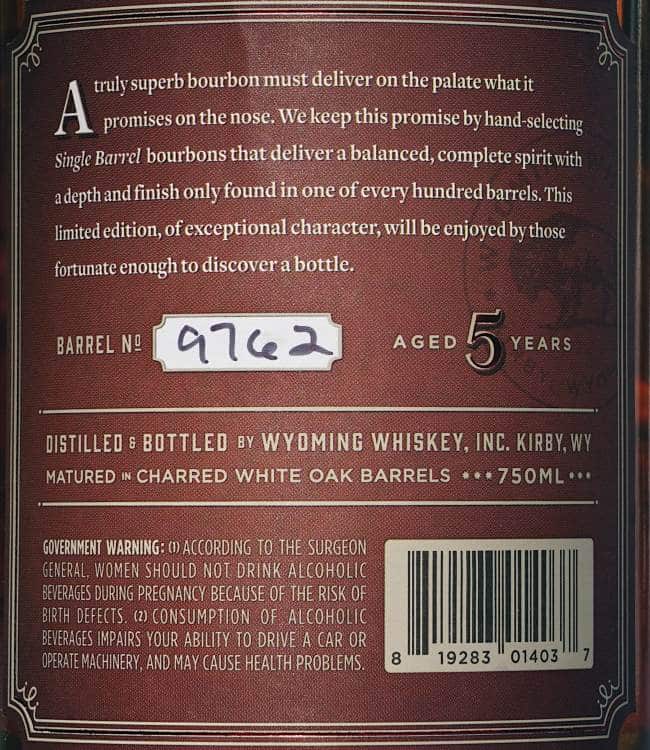 A truly superb bourbon must deliver on the palate what it
promises on the nose. We keep this promise by hand-selecting
Single Barrel bourbons that deliver a balanced, complete spirit with
a depth and finish only found in one of every hundred barrels. This
limited edition, of exceptional character, will be enjoyed by those
fortunate enough to discover a bottle.
BARREL Nº 9762 AGED 5 YEARS
DISTILLED & BOTTLED BY WYOMING WHISKEY, INC. KIRBY, WY
MATURED IN CHARRED WHITE OAK BARRELS •••750ML•••
GOVERNMENT WARNING: (1) ACCORDING TO THE SURGEON
GENERAL, WOMEN SHOULD NOT DRINK ALCOHOLIC
BEVERAGES DURING PREGNANCY BECAUSE OF THE RISK OF
BIRTH DEFECTS. (2) CONSUMPTION OF ALCOHOLIC
BEVERAGES IMPAIRS YOUR ABILITY TO DRIVE A CAR OR
OPERATE MACHINERY, AND MAY CAUSE HEALTH PROBLEMS.
8 19283 01403 7